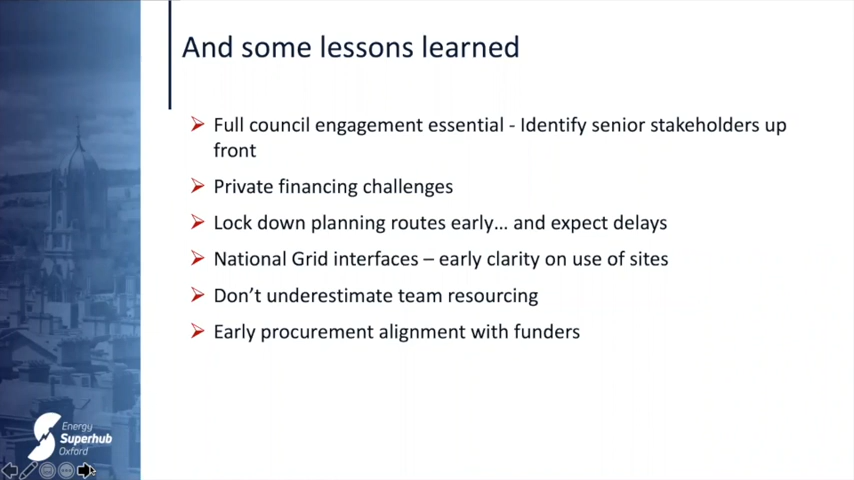 And some lessons learned
Full council engagement essential - Identify senior stakeholders up
front
Private financing challenges
Lock down planning routes early… and expect delays
National Grid interfaces – early clarity on use of sites
Don’t underestimate team resourcing
Early procurement alignment with funders
Energy
Superhub
Oxford